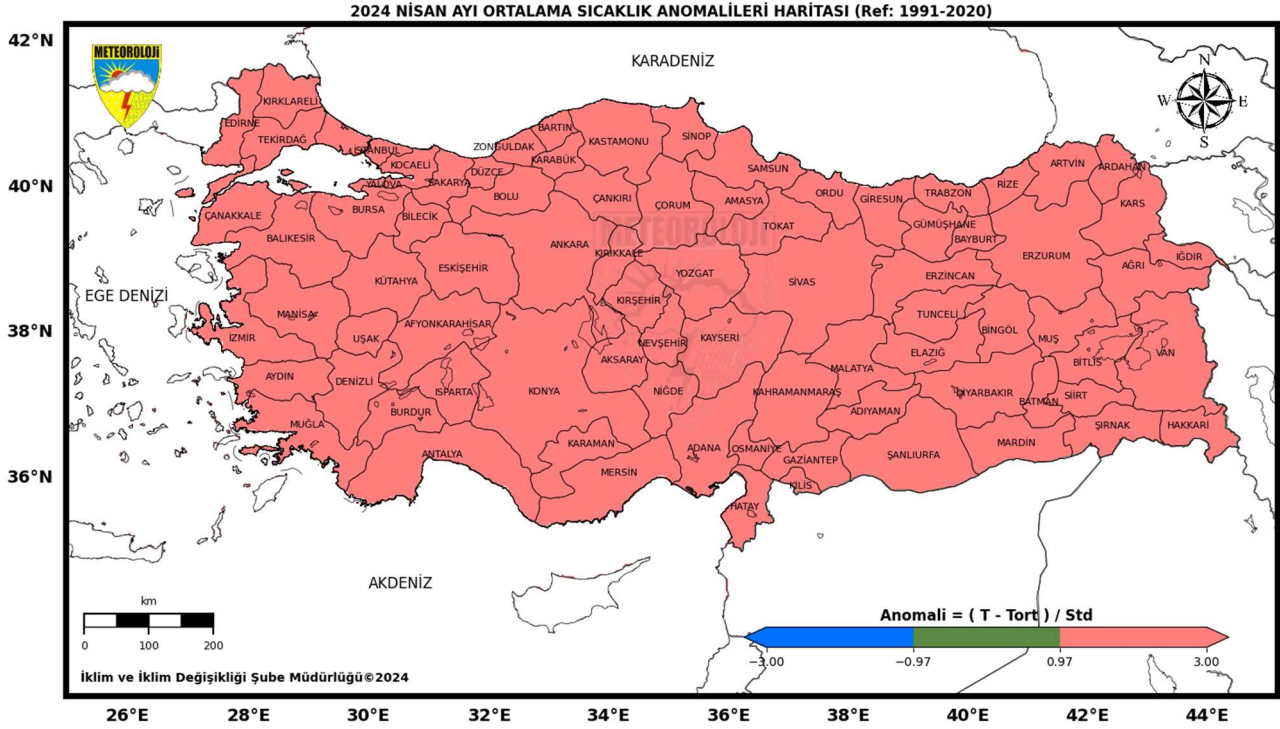 2024 NİSAN AYI ORTALAMA SICAKLIK ANOMALİLERİ HARİTASI (Ref: 1991-2020)
42°N
40°N
38°N
36°N
METEOROLOJİ
KARADENİZ
N
W E
S
KIRKLARELİ
EDİRNE
TEKİRDAĞ
İSTANBUL
KOCAELİ
YALOVA
SAKARYA
DÜZCE
ZONGULDAK
BARTIN
KARABÜK
KASTAMONU
SİNOP
SAMSUN
ORDU
GİRESUN
TRABZON
RİZE
ARTVİN
ARDAHAN
KARS
ÇANAKKALE
BURSA
BİLECİK
BOLU
ÇANKIRI
ÇORUM
AMASYA
TOKAT
GÜMÜŞHANE
BAYBURT
BALIKESİR
METEOROLOJİ
ANKARA
KIRIKKALE
ERZURUM
AĞRI
IĞDIR
KÜTAHYA
ESKİŞEHİR
YOZGAT
SİVAS
ERZİNCAN
EGE DENİZİ
MANİSA
KIRŞEHİR
TUNCELİ
BİNGÖL
İZMİR
UŞAK
AFYONKARAHİSAR
NEVŞEHİR
KAYSERİ
MUŞ
ELAZIĞ
VAN
AKSARAY
BİTLİS
AYDIN
DENİZLİ
ISPARTA
KONYA
NİĞDE
KAHRAMANMARAŞ
MALATYA
DİYARBAKIR
BATMAN
SİİRT
BURDUR
ADIYAMAN
MUĞLA
ŞIRNAK
HAKKARİ
ANTALYA
KARAMAN
ADANA
OSMANİYE
GAZİANTEP
ŞANLIURFA
MARDİN
MERSİN
KİLİS
HATAY
AKDENİZ
km
0 100 200
Anomali = ( T - Tort ) / Std
−3.00 −0.97 0.97 3.00
İklim ve İklim Değişikliği Şube Müdürlüğü©2024
26°E 28°E 30°E 32°E 34°E 36°E 38°E 40°E 42°E 44°E